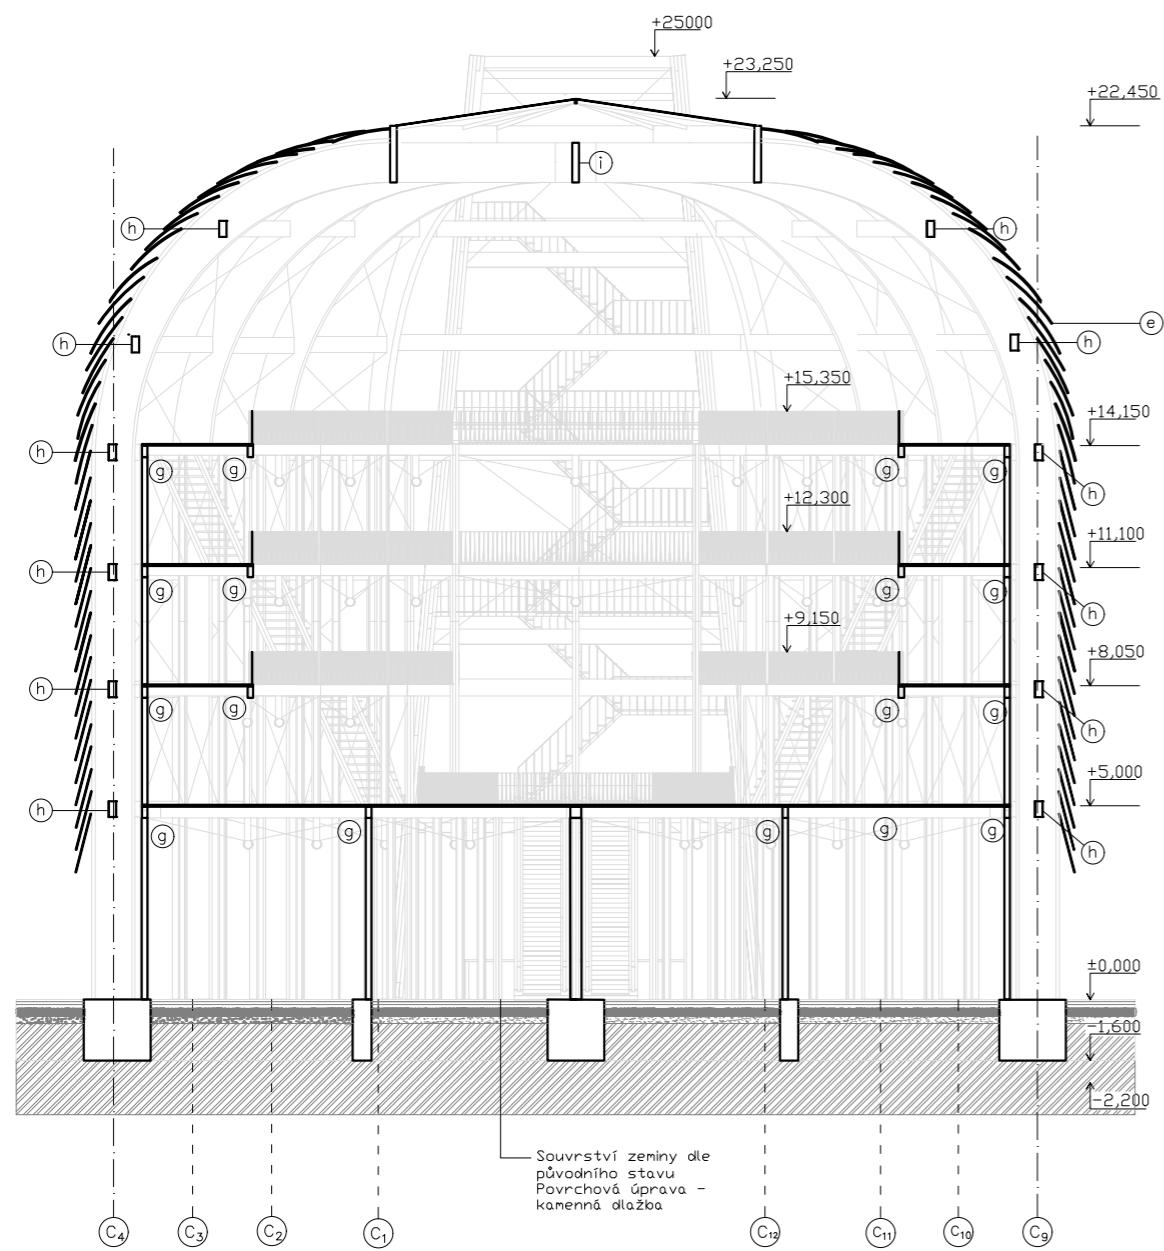 +25000
+23,250
+22,450
i
h
h
e
h
h
+15,350
+14,150
h
g
g
g
g
h
+12,300
+11,100
h
g
g
g
g
h
+9,150
+8,050
h
g
g
g
g
h
+5,000
h
g
g
g
g
g
h
±0,000
-1,600
-2,200
Souvrství zeminy dle
původního stavu
Povrchová úprava -
kamenná dlažba
C4
C3
C2
C1
C12
C11
C10
C9